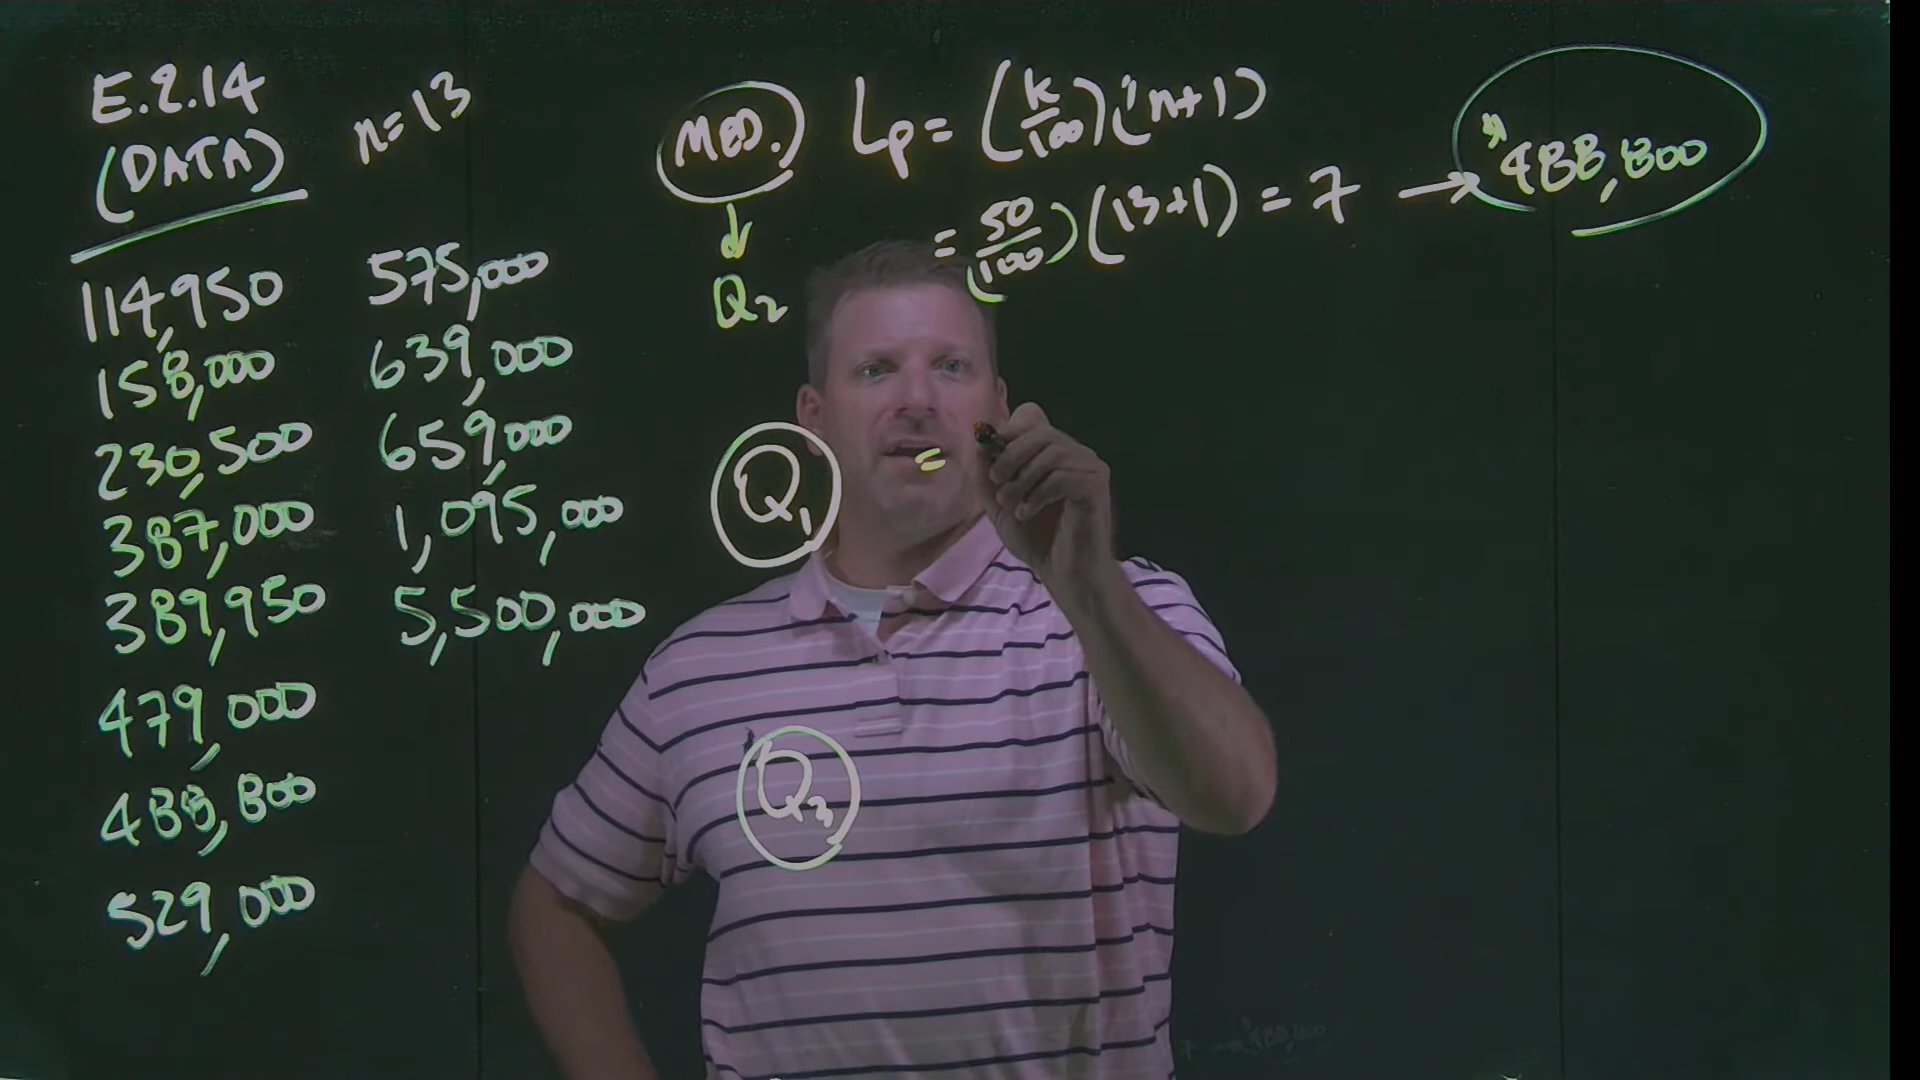 E.2.14
(DATA)
n=13
114,950
158,000
230,500
387,000
389,950
479,000
488,800
529,000
575,000
639,000
659,000
1,095,000
5,500,000
MED.
Q2
Lp = (k/100)(n+1)
= (50/100)(13+1) = 7 → $488,800
Q1
=
Q3